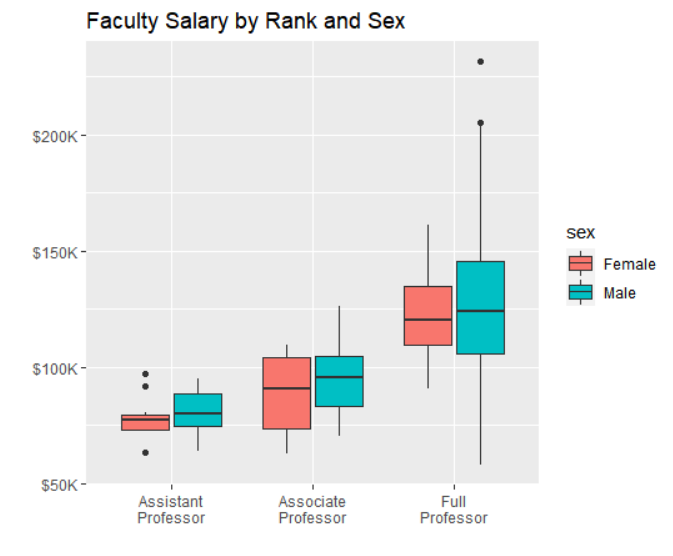 Faculty Salary by Rank and Sex
$200K
$150K
$100K
$50K
Assistant
Professor
Associate
Professor
Full
Professor
sex
Female
Male